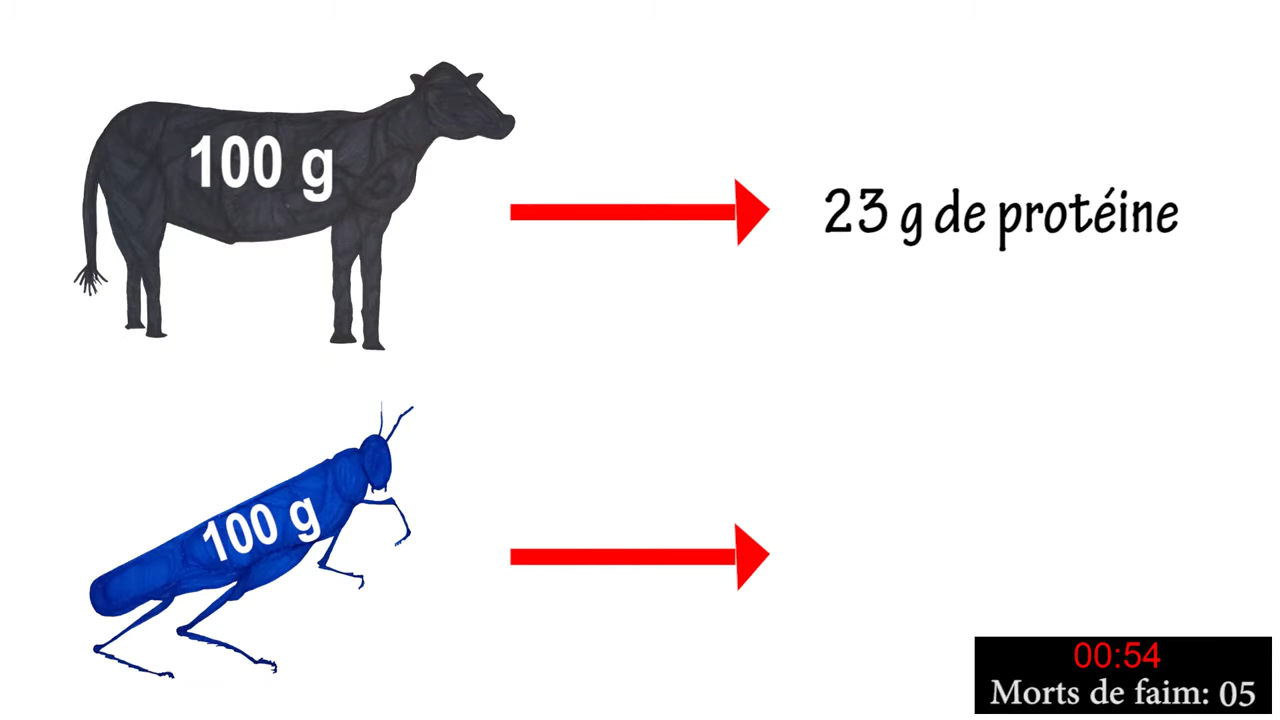 100 g
23 g de protéine
100 g
00:54
Morts de faim: 05